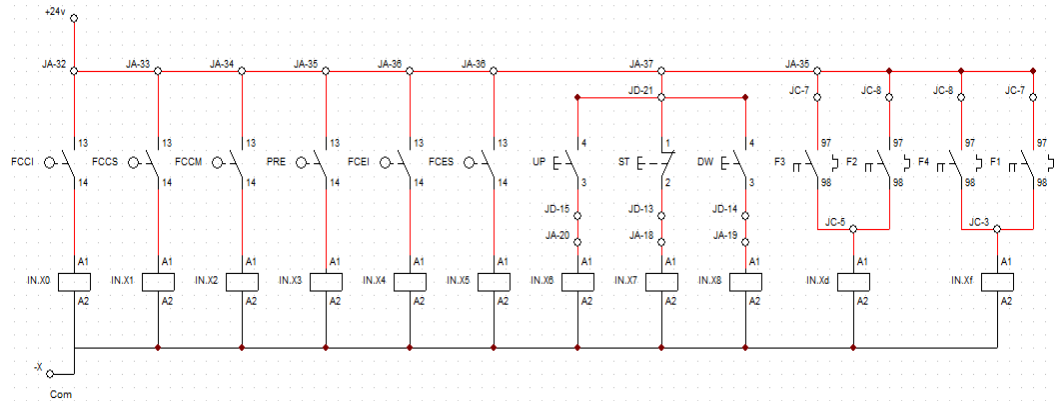 +24v
JA-32 JA-33 JA-34 JA-35 JA-36 JA-36 JA-37 JA-35
JD-21 JC-7 JC-8 JC-8 JC-7
13 13 13 13 13 13 4 1 4 97 97 97 97
FCCI FCCS FCCM PRE FCEI FCES UP ST DW F3 F2 F4 F1
14 14 14 14 14 14 3 2 3 98 98 98 98
JD-15 JD-13 JD-14 JC-5 JC-3
JA-20 JA-18 JA-19
A1 A1 A1 A1 A1 A1 A1 A1 A1 A1 A1
IN.X0 IN.X1 IN.X2 IN.X3 IN.X4 IN.X5 IN.X6 IN.X7 IN.X8 IN.Xd IN.Xf
A2 A2 A2 A2 A2 A2 A2 A2 A2 A2 A2
-X
Com